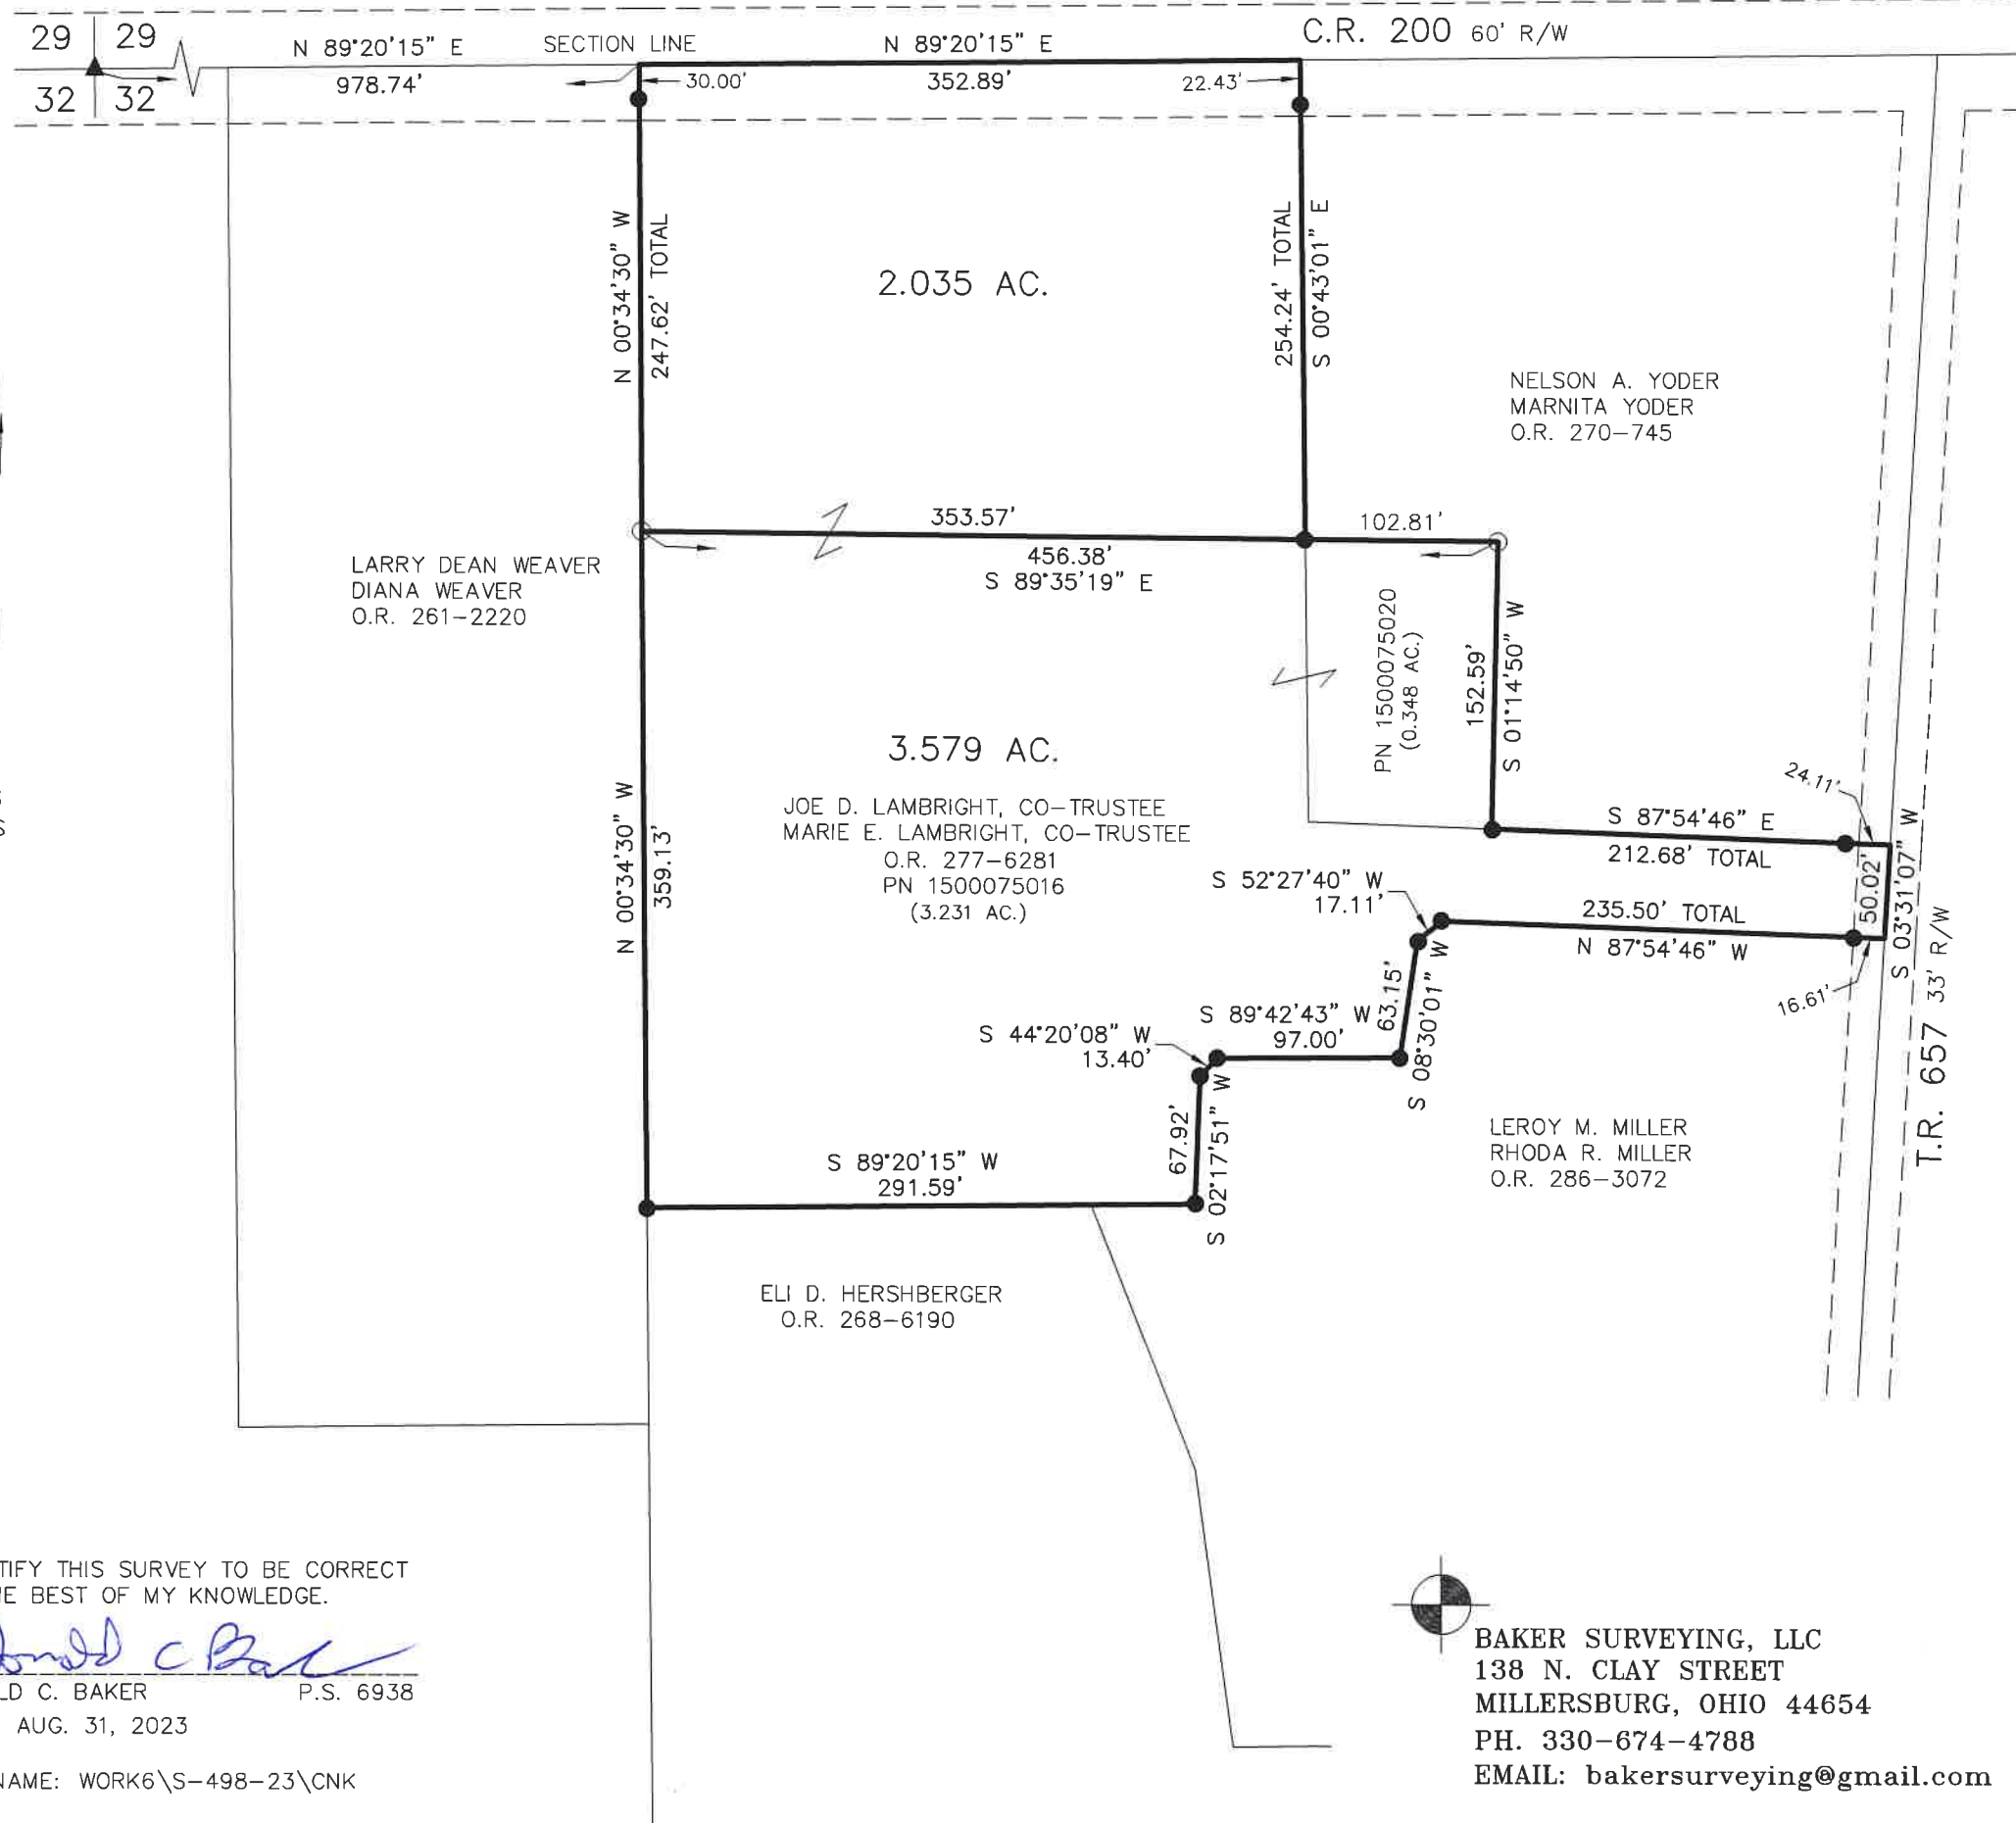 29 29
32 32
N 89°20'15" E
978.74'
SECTION LINE
30.00'
N 89°20'15" E
352.89'
22.43'
C.R. 200 60' R/W
N 00°34'30" W
247.62' TOTAL
2.035 AC.
254.24' TOTAL
S 00°43'01" E
NELSON A. YODER
MARNITA YODER
O.R. 270-745
353.57'
456.38'
S 89°35'19" E
102.81'
LARRY DEAN WEAVER
DIANA WEAVER
O.R. 261-2220
PN 1500075020
(0.348 AC.)
152.59'
S 01°14'50" W
3.579 AC.
JOE D. LAMBRIGHT, CO-TRUSTEE
MARIE E. LAMBRIGHT, CO-TRUSTEE
O.R. 277-6281
PN 1500075016
(3.231 AC.)
N 00°34'30" W
359.13'
24.11'
S 87°54'46" E
212.68' TOTAL
50.02'
S 03°31'07" W
S 52°27'40" W
17.11'
235.50' TOTAL
N 87°54'46" W
16.61'
T.R. 657 33' R/W
63.15'
S 08°30'01" W
S 89°42'43" W
97.00'
S 44°20'08" W
13.40'
67.92'
S 02°17'51" W
S 89°20'15" W
291.59'
LEROY M. MILLER
RHODA R. MILLER
O.R. 286-3072
ELI D. HERSHBERGER
O.R. 268-6190
TIFY THIS SURVEY TO BE CORRECT
E BEST OF MY KNOWLEDGE.
onald C Bak
LD C. BAKER P.S. 6938
AUG. 31, 2023
NAME: WORK6\S-498-23\CNK
BAKER SURVEYING, LLC
138 N. CLAY STREET
MILLERSBURG, OHIO 44654
PH. 330-674-4788
EMAIL: bakersurveying@gmail.com